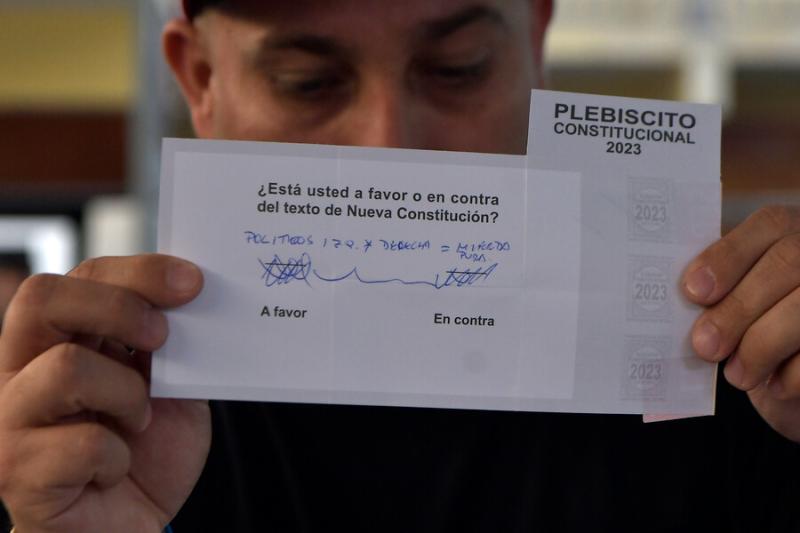 PLEBISCITO
CONSTITUCIONAL
2023
¿Está usted a favor o en contra
del texto de Nueva Constitución?
POLITICOS IZQ. Y DERECHA = MIERDA
PURA.
A favor
En contra
2023
2023
2023